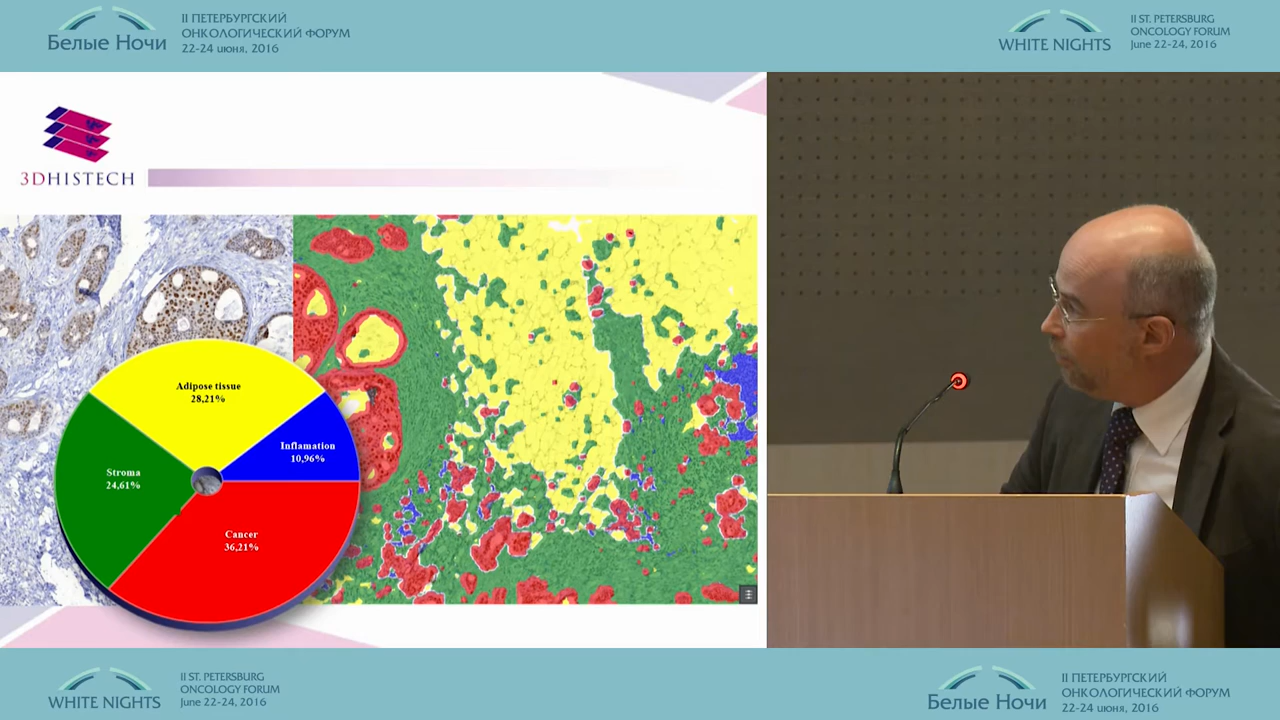 II ПЕТЕРБУРГСКИЙ
ОНКОЛОГИЧЕСКИЙ ФОРУМ
22-24 июня, 2016
Белые Ночи
II ST. PETERSBURG
ONCOLOGY FORUM
June 22-24, 2016
WHITE NIGHTS
3DHISTECH
Adipose tissue
28,21%
Inflamation
10,96%
Stroma
24,61%
Cancer
36,21%
II ST. PETERSBURG
ONCOLOGY FORUM
June 22-24, 2016
WHITE NIGHTS
II ПЕТЕРБУРГСКИЙ
ОНКОЛОГИЧЕСКИЙ ФОРУМ
22-24 июня, 2016
Белые Ночи